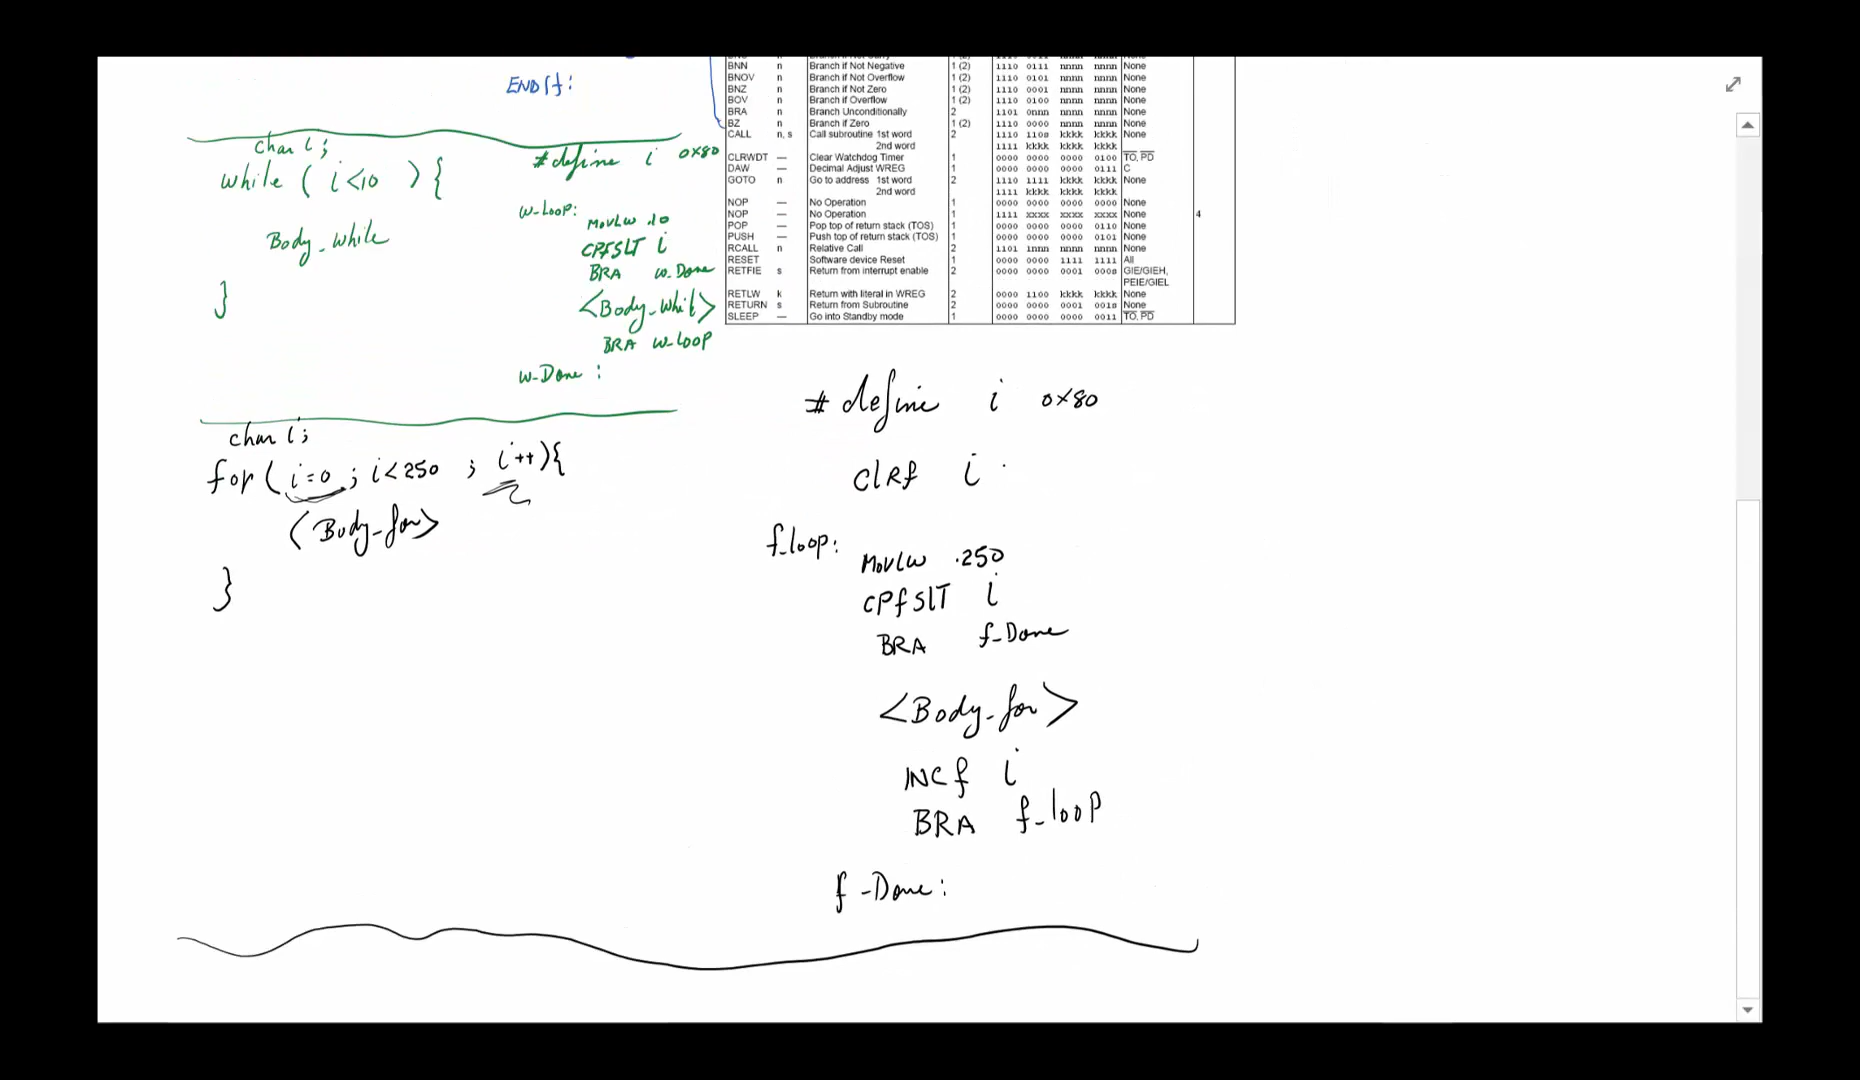 ENDIf:
BNN n Branch if Not Negative 1 (2) 1110 0111 nnnn nnnn None
BNOV n Branch if Not Overflow 1 (2) 1110 0101 nnnn nnnn None
BNZ n Branch if Not Zero 1 (2) 1110 0001 nnnn nnnn None
BOV n Branch if Overflow 1 (2) 1110 0100 nnnn nnnn None
BRA n Branch Unconditionally 2 1101 0nnn nnnn nnnn None
BZ n Branch if Zero 1 (2) 1110 0000 nnnn nnnn None
CALL n, s Call subroutine 1st word 2 1110 110s kkkk kkkk None
2nd word 1111 kkkk kkkk kkkk
CLRWDT — Clear Watchdog Timer 1 0000 0000 0000 0100 TO, PD
DAW — Decimal Adjust WREG 1 0000 0000 0000 0111 C
GOTO n Go to address 1st word 2 1110 1111 kkkk kkkk None
2nd word 1111 kkkk kkkk kkkk
NOP — No Operation 1 0000 0000 0000 0000 None
NOP — No Operation 1 1111 xxxx xxxx xxxx None 4
POP — Pop top of return stack (TOS) 1 0000 0000 0000 0110 None
PUSH — Push top of return stack (TOS) 1 0000 0000 0000 0101 None
RCALL n Relative Call 2 1101 1nnn nnnn nnnn None
RESET Software device Reset 1 0000 0000 1111 1111 All
RETFIE s Return from interrupt enable 2 0000 0000 0001 000s GIE/GIEH,
PEIE/GIEL
RETLW k Return with literal in WREG 2 0000 1100 kkkk kkkk None
RETURN s Return from Subroutine 2 0000 0000 0001 001s None
SLEEP — Go into Standby mode 1 0000 0000 0000 0011 TO, PD
char i;
while ( i<10 ) {
Body_while
}
#define i 0x80
w-Loop:
MovLw .10
CPFSLT i
BRA w_Done
<Body_whil>
BRA w-Loop
w-Done :
char i;
for ( i=0 ; i<250 ; i++){
<Body-for>
}
# define i 0x80
clRf i
f_loop:
MovLw .250
CPfSlT i
BRA f-Done
<Body-for>
INCf i
BRA f_loop
f-Done: